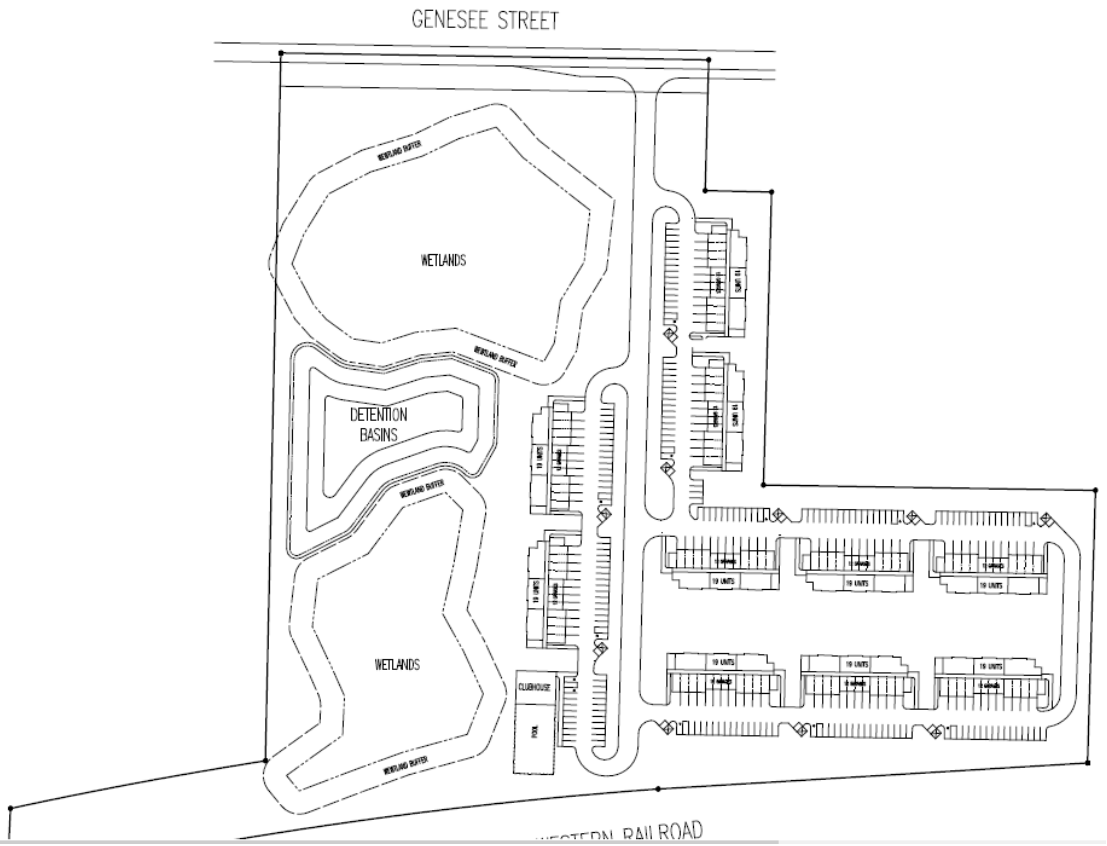 GENESEE STREET
WETLAND BUFFER
WETLANDS
19 UNITS
WETLAND BUFFER
DETENTION
BASINS
19 UNITS
19 UNITS
WETLAND BUFFER
19 UNITS
19 UNITS
19 UNITS
19 UNITS
19 UNITS
19 UNITS
19 UNITS
WETLANDS
CLUBHOUSE
POOL
WETLAND BUFFER
WESTERN RAILROAD